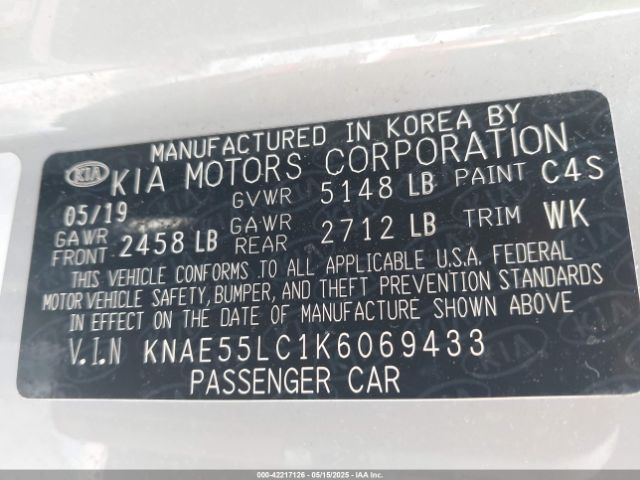 MANUFACTURED IN KOREA BY
KIA KIA MOTORS CORPORATION
05/19 GVWR 5148 LB PAINT C4S
GAWR FRONT 2458 LB GAWR REAR 2712 LB TRIM WK
THIS VEHICLE CONFORMS TO ALL APPLICABLE U.S.A. FEDERAL
MOTOR VEHICLE SAFETY, BUMPER, AND THEFT PREVENTION STANDARDS
IN EFFECT ON THE DATE OF MANUFACTURE SHOWN ABOVE
V.I.N KNAE55LC1K6069433
PASSENGER CAR
000-42217126 - 05/15/2025 - IAAI.COM